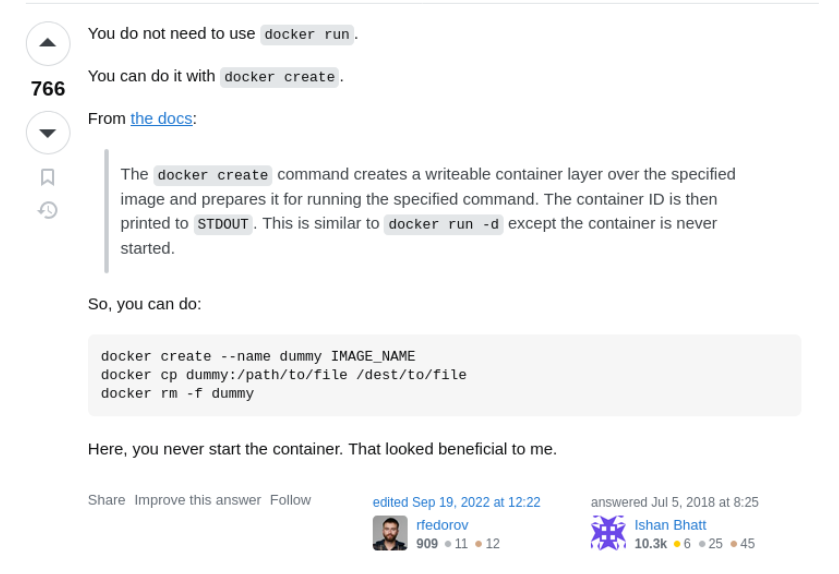 You do not need to use docker run.
766
You can do it with docker create.
From the docs:
The docker create command creates a writeable container layer over the specified
image and prepares it for running the specified command. The container ID is then
printed to STDOUT. This is similar to docker run -d except the container is never
started.
So, you can do:
docker create --name dummy IMAGE_NAME
docker cp dummy:/path/to/file /dest/to/file
docker rm -f dummy
Here, you never start the container. That looked beneficial to me.
Share Improve this answer Follow
edited Sep 19, 2022 at 12:22
rfedorov
909 ●11 ●12
answered Jul 5, 2018 at 8:25
Ishan Bhatt
10.3k ●6 ●25 ●45